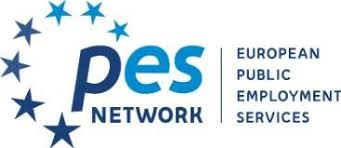 pes
NETWORK
EUROPEAN
PUBLIC
EMPLOYMENT
SERVICES